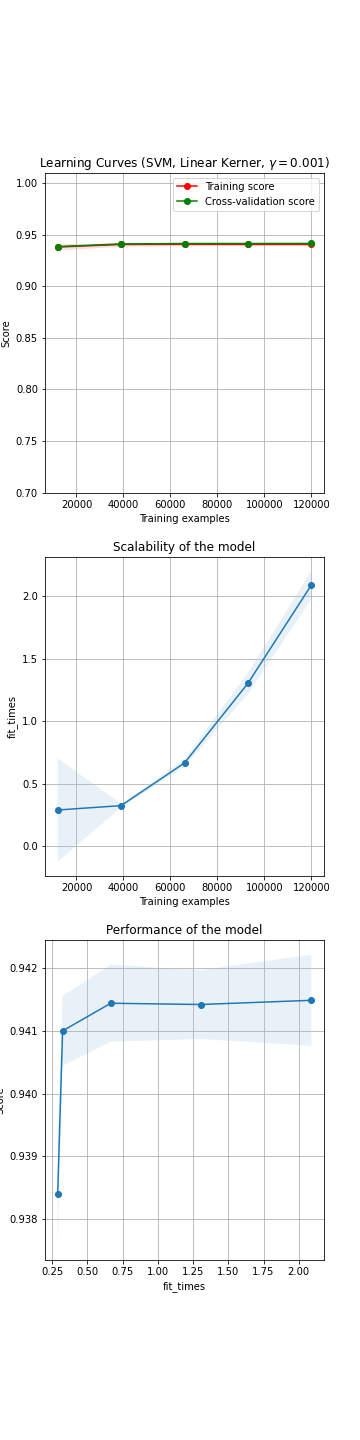 Learning Curves (SVM, Linear Kerner, γ = 0.001)
Training score
Cross-validation score
1.00
0.95
0.90
0.85
0.80
0.75
0.70
Score
20000 40000 60000 80000 100000 120000
Training examples
Scalability of the model
2.0
1.5
1.0
0.5
0.0
fit_times
20000 40000 60000 80000 100000 120000
Training examples
Performance of the model
0.942
0.941
0.940
0.939
0.938
Score
0.25 0.50 0.75 1.00 1.25 1.50 1.75 2.00
fit_times